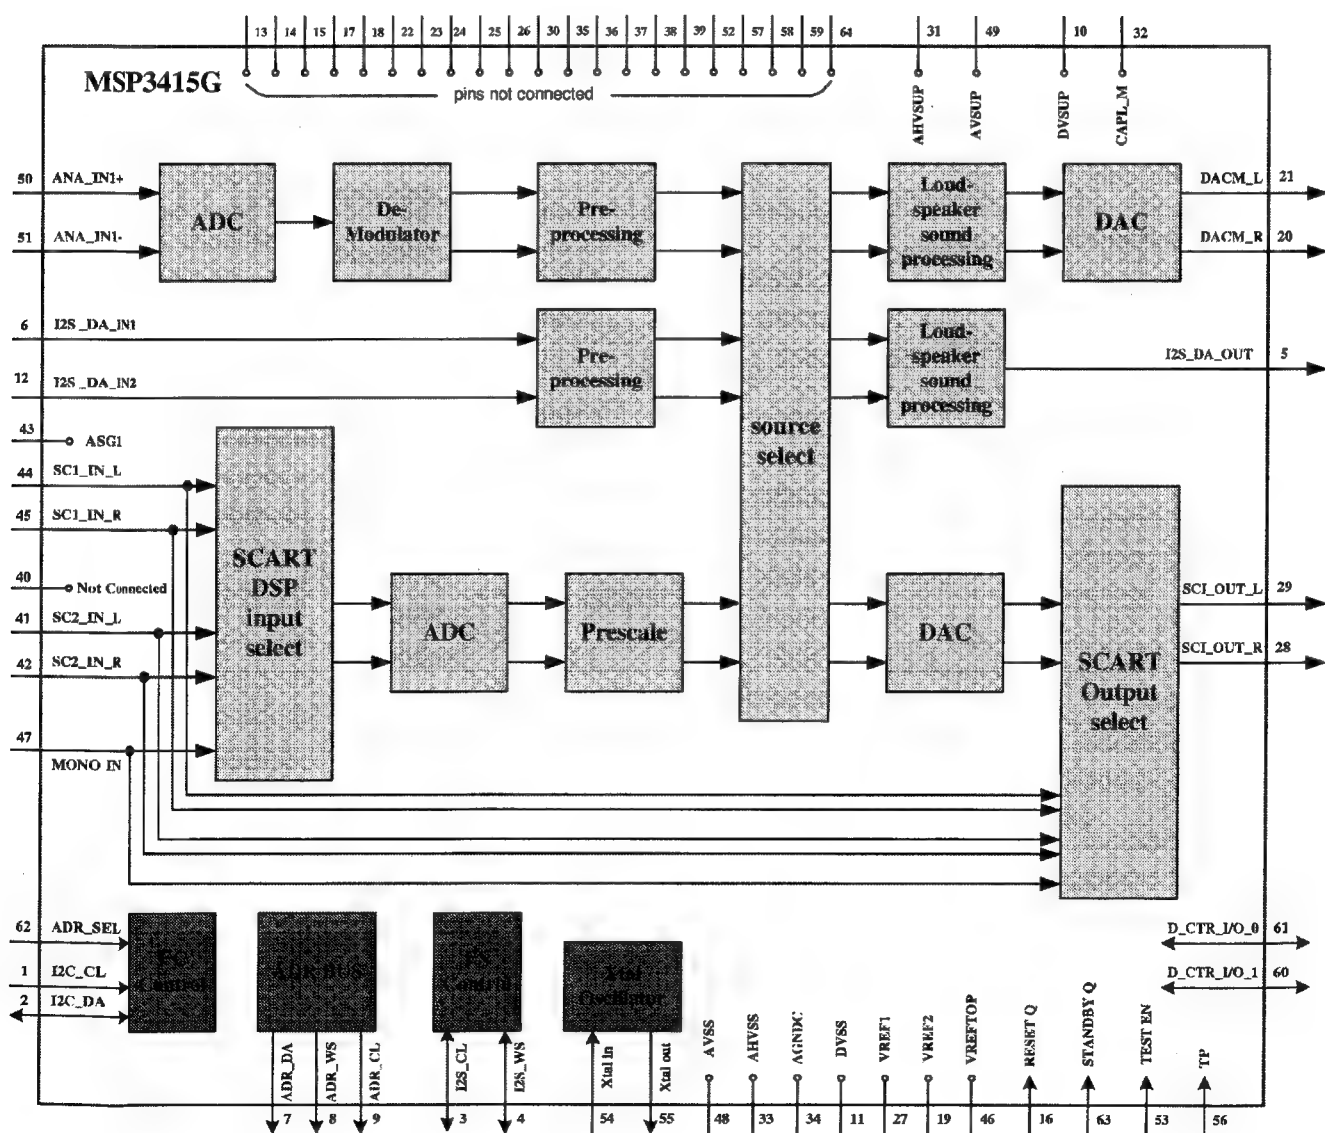 13 14 15 17 18 22 23 24 25 26 30 35 36 37 38 39 52 57 58 59 64 31 49 10 32
MSP3415G
pins not connected
AHVSUP
AVSUP
DVSUP
CAPL_M
50 ANA_IN1+
51 ANA_IN1-
ADC
De-
Modulator
Pre-
processing
Loud-
speaker
sound
processing
DAC
DACM_L 21
DACM_R 20
6 I2S_DA_IN1
12 I2S_DA_IN2
Pre-
processing
Loud-
speaker
sound
processing
I2S_DA_OUT 5
source
select
43 ASG1
44 SC1_IN_L
45 SC1_IN_R
40 Not Connected
41 SC2_IN_L
42 SC2_IN_R
47
MONO IN
SCART
DSP
input
select
ADC
Prescale
DAC
SCART
Output
select
SC1_OUT_L 29
SC1_OUT_R 28
62 ADR_SEL
1 I2C_CL
2 I2C_DA
I2C
Control
ADR BUS
I2S
Control
Xtal
Oscillator
D_CTR_I/O_0 61
D_CTR_I/O_1 60
ADR_DA
ADR_WS
ADR_CL
I2S_CL
I2S_WS
Xtal in
Xtal out
AVSS
AHVSS
AGNDC
DVSS
VREF1
VREF2
VREFTOP
RESET Q
STANDBY Q
TEST EN
TP
7 8 9 3 4 54 55 48 33 34 11 27 19 46 16 63 53 56